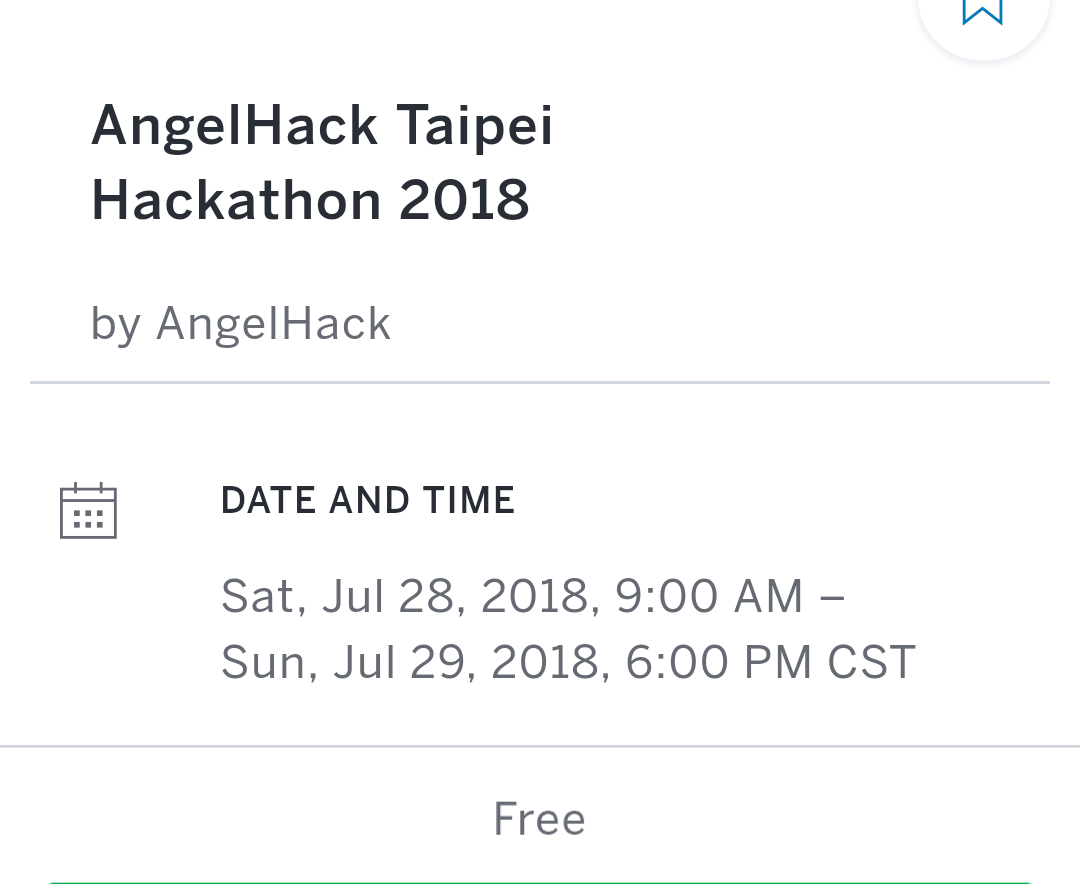 AngelHack Taipei
Hackathon 2018
by AngelHack
DATE AND TIME
Sat, Jul 28, 2018, 9:00 AM –
Sun, Jul 29, 2018, 6:00 PM CST
Free